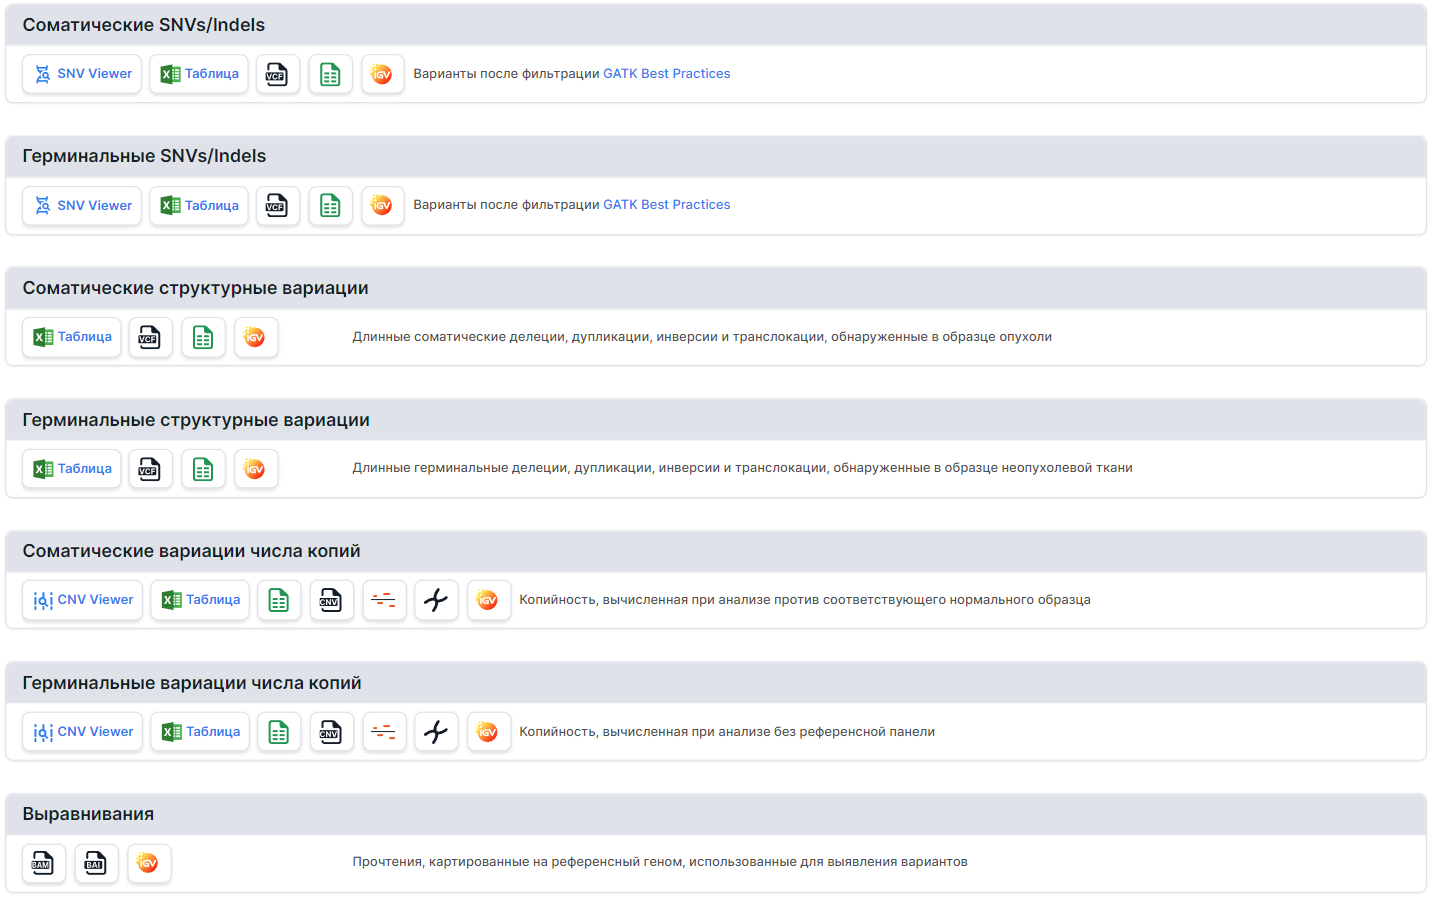 Соматические SNVs/Indels
SNV Viewer Таблица VCF IGV Варианты после фильтрации GATK Best Practices
Герминальные SNVs/Indels
SNV Viewer Таблица VCF IGV Варианты после фильтрации GATK Best Practices
Соматические структурные вариации
Таблица VCF IGV Длинные соматические делеции, дупликации, инверсии и транслокации, обнаруженные в образце опухоли
Герминальные структурные вариации
Таблица VCF IGV Длинные герминальные делеции, дупликации, инверсии и транслокации, обнаруженные в образце неопухолевой ткани
Соматические вариации числа копий
CNV Viewer Таблица CNV IGV Копийность, вычисленная при анализе против соответствующего нормального образца
Герминальные вариации числа копий
CNV Viewer Таблица CNV IGV Копийность, вычисленная при анализе без референсной панели
Выравнивания
BAM BAI IGV Прочтения, картированные на референсный геном, использованные для выявления вариантов